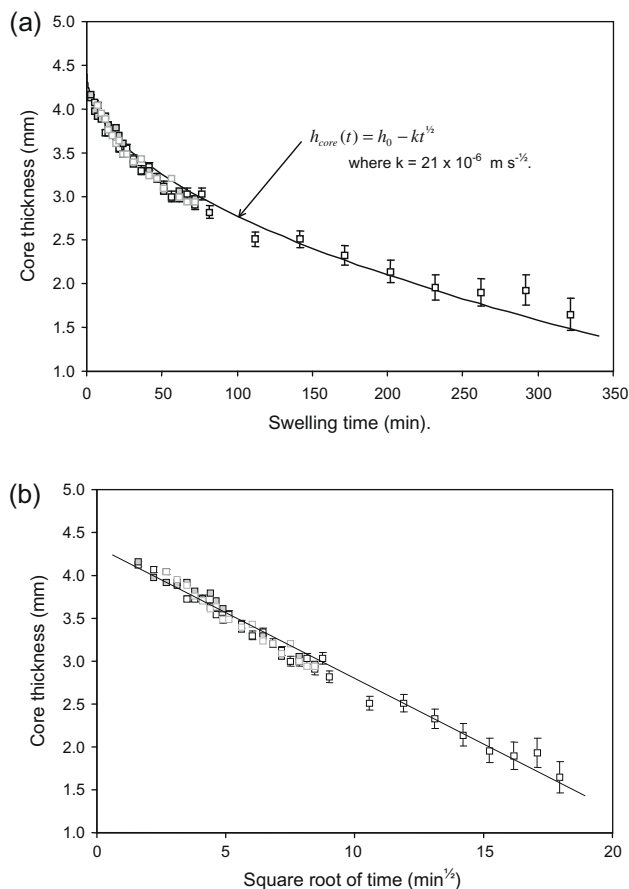 (a)
5.0
4.5
4.0
3.5
3.0
2.5
2.0
1.5
1.0
Core thickness (mm)
h_core(t) = h₀ − kt^½
where k = 21 x 10⁻⁶ m s⁻½.
0 50 100 150 200 250 300 350
Swelling time (min).
(b)
5.0
4.5
4.0
3.5
3.0
2.5
2.0
1.5
1.0
Core thickness (mm)
0 5 10 15 20
Square root of time (min½)